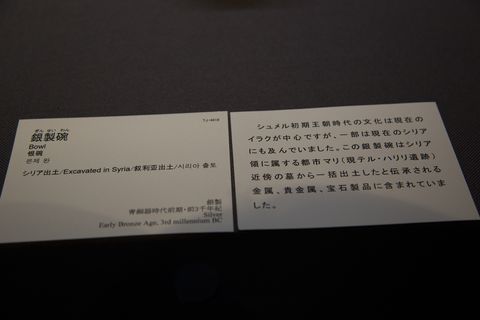 TJ-4618
ぎん せい わん
銀製碗
Bowl
银碗
은제 완
シリア出土/Excavated in Syria/叙利亚出土/시리아 출토
銀製
青銅器時代前期・前3千年紀
Silver
Early Bronze Age, 3rd millennium BC
シュメル初期王朝時代の文化は現在の
イラクが中心ですが、一部は現在のシリア
にも及んでいました。この銀製碗はシリア
領に属する都市マリ（現テル・ハリリ遺跡）
近傍の墓から一括出土したと伝承される
金属、貴金属、宝石製品に含まれていま
した。